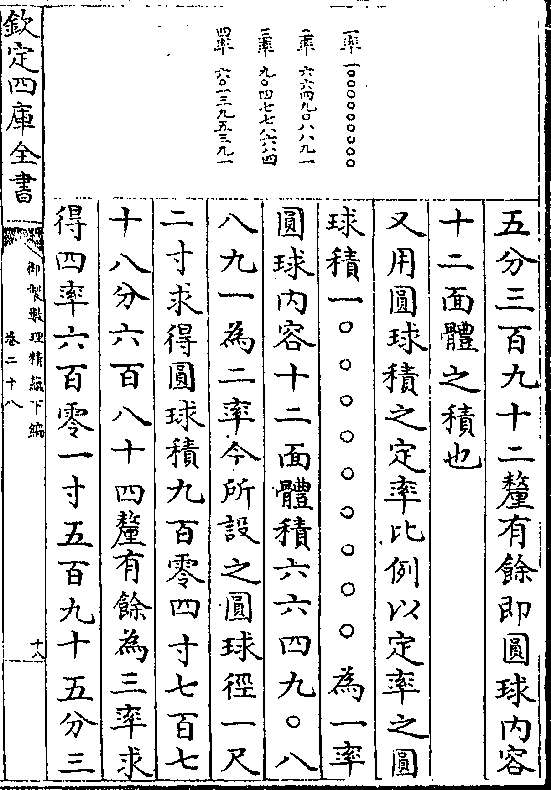 一率 一〇〇〇〇〇〇〇〇〇
二率 六六四九〇八八九一
三率 九〇四七七八六八四
四率 六〇一三九五三九一
五分三百九十二釐有餘即圓球内容
十二面體之積也
又用圓球積之定率比例以定率之圓
球積一〇〇〇〇〇〇〇〇〇為一率
圓球内容十二面體積六六四九〇八
八九一為二率今所設之圓球徑一尺
二寸求得圓球積九百零四寸七百七
十八分六百八十四釐有餘為三率求
得四率六百零一寸五百九十五分三
欽定四庫全書
御製數理精蘊下編
卷二十八
十八